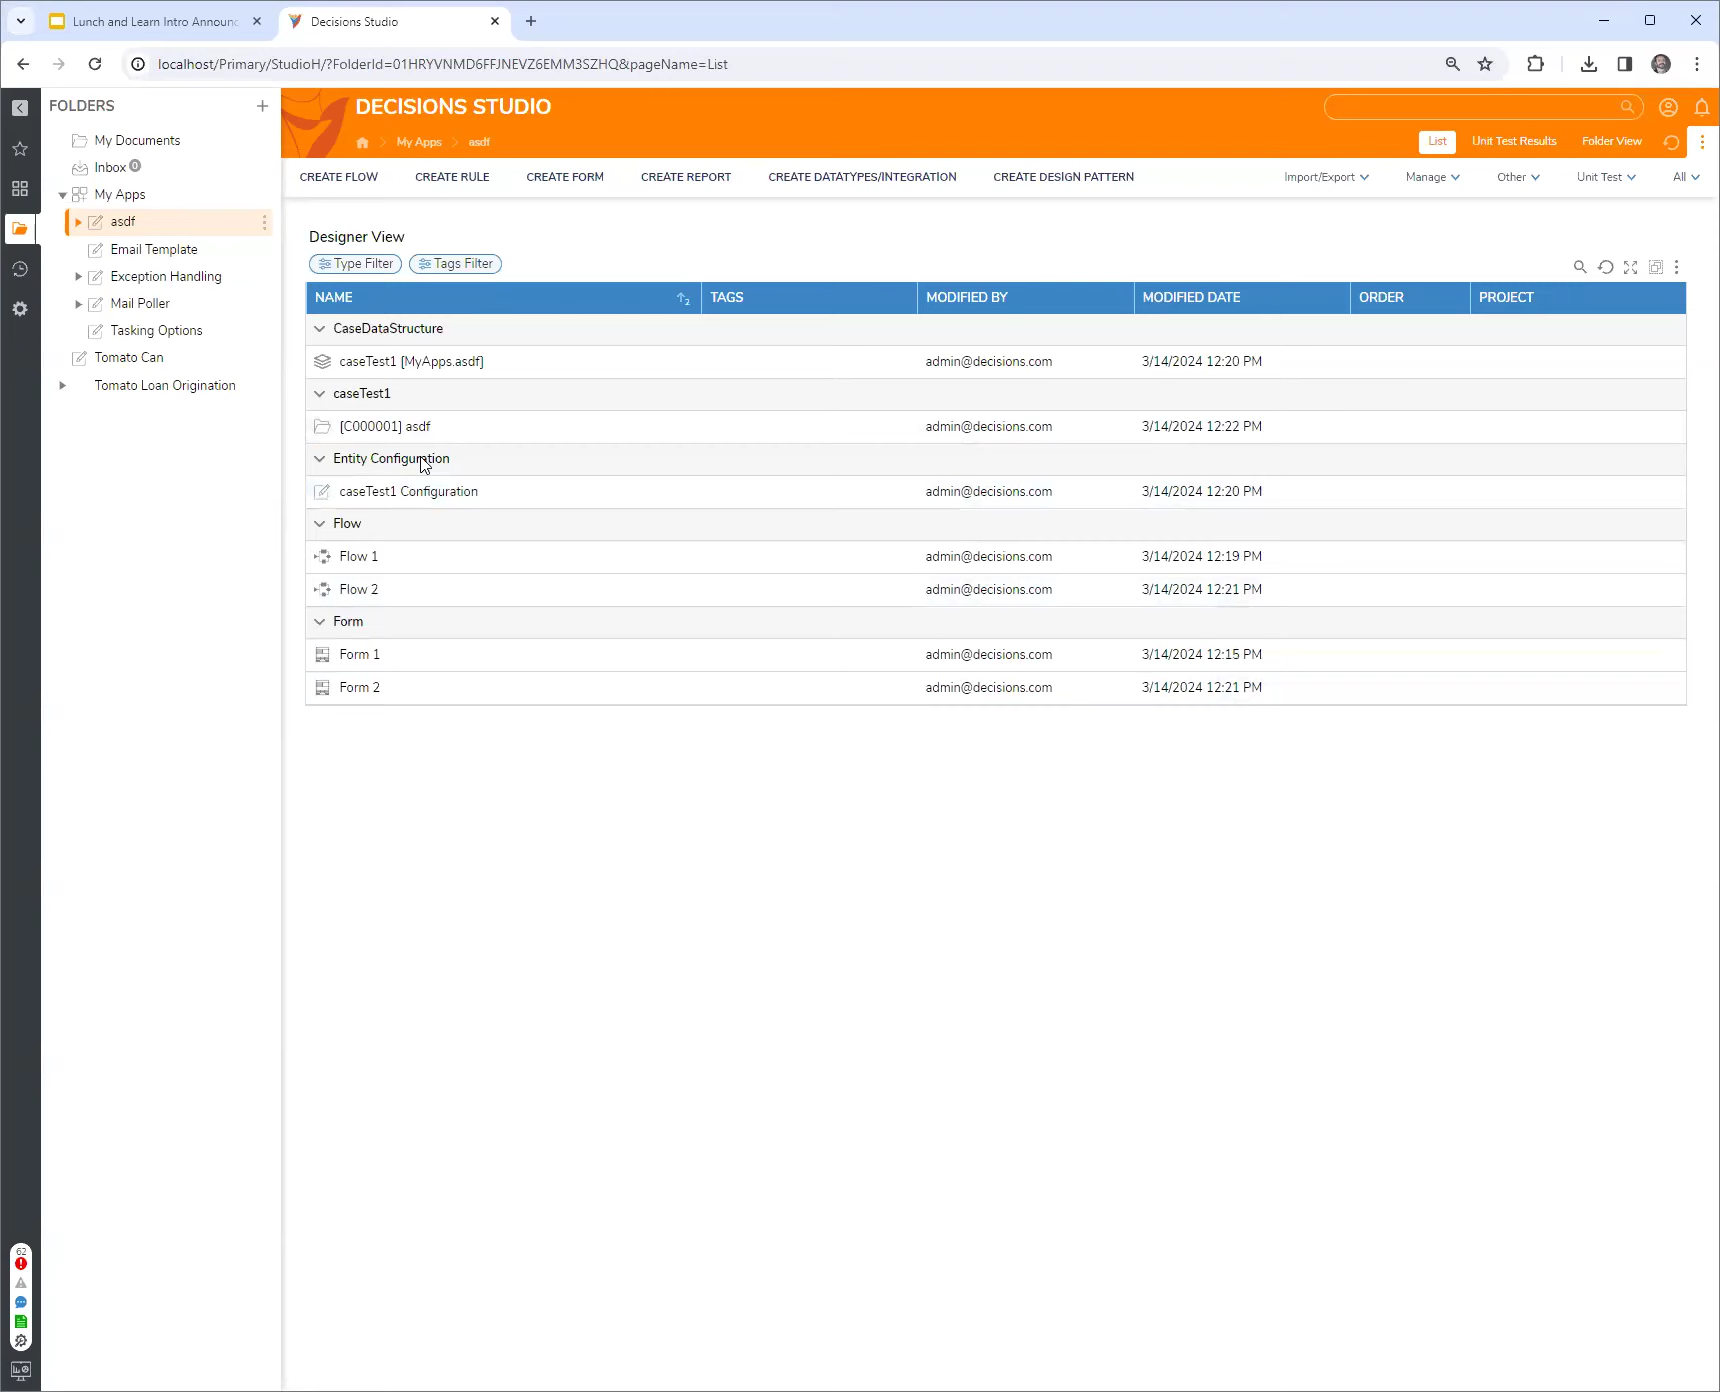 Lunch and Learn Intro Announc
Decisions Studio
localhost/Primary/StudioH/?FolderId=01HRYVNMD6FFJNEVZ6EMM3SZHQ&pageName=List
FOLDERS
My Documents
Inbox 0
My Apps
asdf
Email Template
Exception Handling
Mail Poller
Tasking Options
Tomato Can
Tomato Loan Origination
62
DECISIONS STUDIO
My Apps > asdf
List Unit Test Results Folder View
CREATE FLOW CREATE RULE CREATE FORM CREATE REPORT CREATE DATATYPES/INTEGRATION CREATE DESIGN PATTERN Import/Export Manage Other Unit Test All
Designer View
Type Filter Tags Filter
NAME TAGS MODIFIED BY MODIFIED DATE ORDER PROJECT
CaseDataStructure
caseTest1 [MyApps.asdf] admin@decisions.com 3/14/2024 12:20 PM
caseTest1
[C000001] asdf admin@decisions.com 3/14/2024 12:22 PM
Entity Configuration
caseTest1 Configuration admin@decisions.com 3/14/2024 12:20 PM
Flow
Flow 1 admin@decisions.com 3/14/2024 12:19 PM
Flow 2 admin@decisions.com 3/14/2024 12:21 PM
Form
Form 1 admin@decisions.com 3/14/2024 12:15 PM
Form 2 admin@decisions.com 3/14/2024 12:21 PM